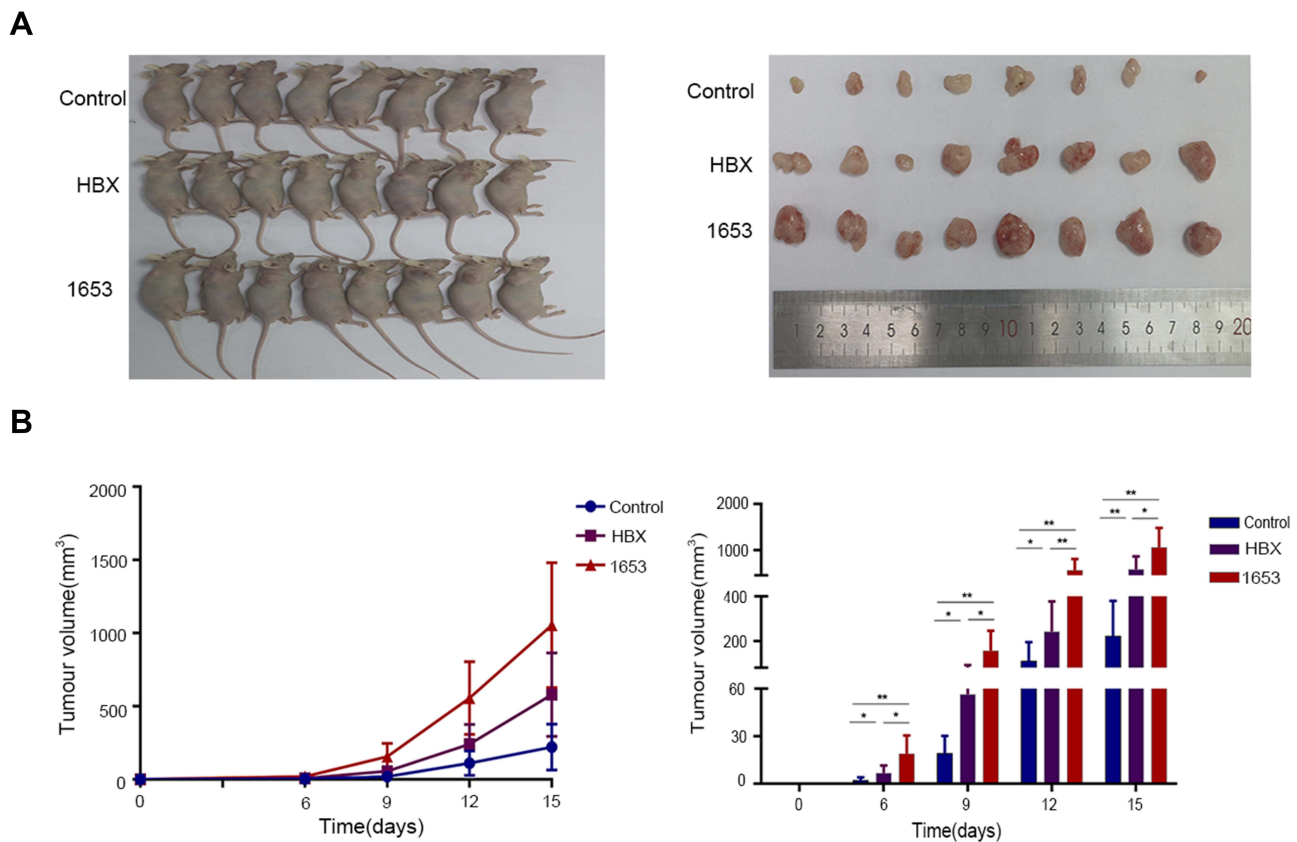 A
Control
HBX
1653
Control
HBX
1653
1 2 3 4 5 6 7 8 9 10 1 2 3 4 5 6 7 8 9 20
B
Tumour volume(mm³)
2000
1500
1000
500
0
0 6 9 12 15
Time(days)
Control
HBX
1653
Tumour volume(mm³)
2000
1000
400
200
60
30
0
** * *
** * *
** * **
** ** *
0 6 9 12 15
Time(days)
Control
HBX
1653